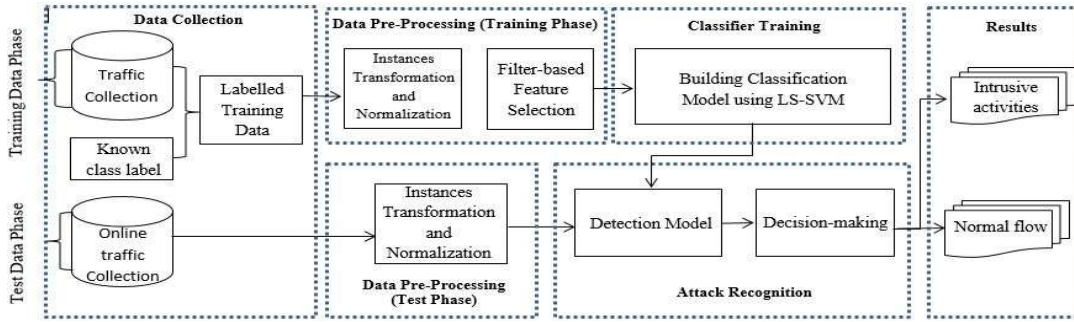 Data Collection
Data Pre-Processing (Training Phase)
Classifier Training
Results
Training Data Phase
Traffic
Collection
Known
class label
Labelled
Training
Data
Instances
Transformation
and
Normalization
Filter-based
Feature
Selection
Building Classification
Model using LS-SVM
Intrusive
activities
Test Data Phase
Online
traffic
Collection
Instances
Transformation
and
Normalization
Data Pre-Processing
(Test Phase)
Detection Model
Decision-making
Attack Recognition
Normal flow